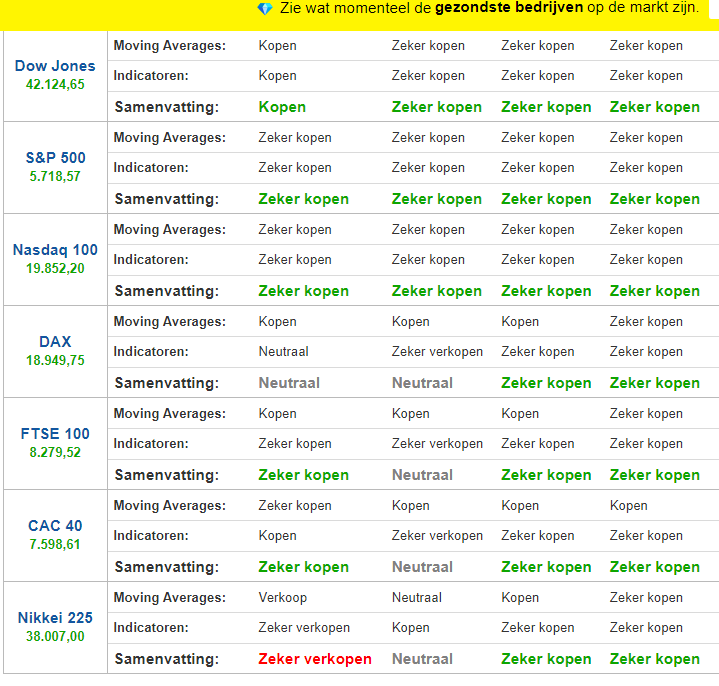 Zie wat momenteel de gezondste bedrijven op de markt zijn.
Moving Averages: Kopen Zeker kopen Zeker kopen Zeker kopen
Dow Jones
42.124,65
Indicatoren: Kopen Zeker kopen Zeker kopen Zeker kopen
Samenvatting: Kopen Zeker kopen Zeker kopen Zeker kopen
Moving Averages: Zeker kopen Zeker kopen Zeker kopen Zeker kopen
S&P 500
5.718,57
Indicatoren: Zeker kopen Zeker kopen Zeker kopen Zeker kopen
Samenvatting: Zeker kopen Zeker kopen Zeker kopen Zeker kopen
Moving Averages: Zeker kopen Zeker kopen Zeker kopen Zeker kopen
Nasdaq 100
19.852,20
Indicatoren: Zeker kopen Zeker kopen Zeker kopen Zeker kopen
Samenvatting: Zeker kopen Zeker kopen Zeker kopen Zeker kopen
Moving Averages: Kopen Kopen Kopen Zeker kopen
DAX
18.949,75
Indicatoren: Neutraal Zeker verkopen Zeker kopen Zeker kopen
Samenvatting: Neutraal Neutraal Zeker kopen Zeker kopen
Moving Averages: Kopen Kopen Kopen Zeker kopen
FTSE 100
8.279,52
Indicatoren: Zeker kopen Zeker verkopen Zeker kopen Zeker kopen
Samenvatting: Zeker kopen Neutraal Zeker kopen Zeker kopen
Moving Averages: Zeker kopen Kopen Kopen Kopen
CAC 40
7.598,61
Indicatoren: Kopen Zeker verkopen Zeker kopen Zeker kopen
Samenvatting: Zeker kopen Neutraal Zeker kopen Zeker kopen
Moving Averages: Verkoop Neutraal Kopen Zeker kopen
Nikkei 225
38.007,00
Indicatoren: Zeker verkopen Kopen Zeker kopen Zeker kopen
Samenvatting: Zeker verkopen Neutraal Zeker kopen Zeker kopen